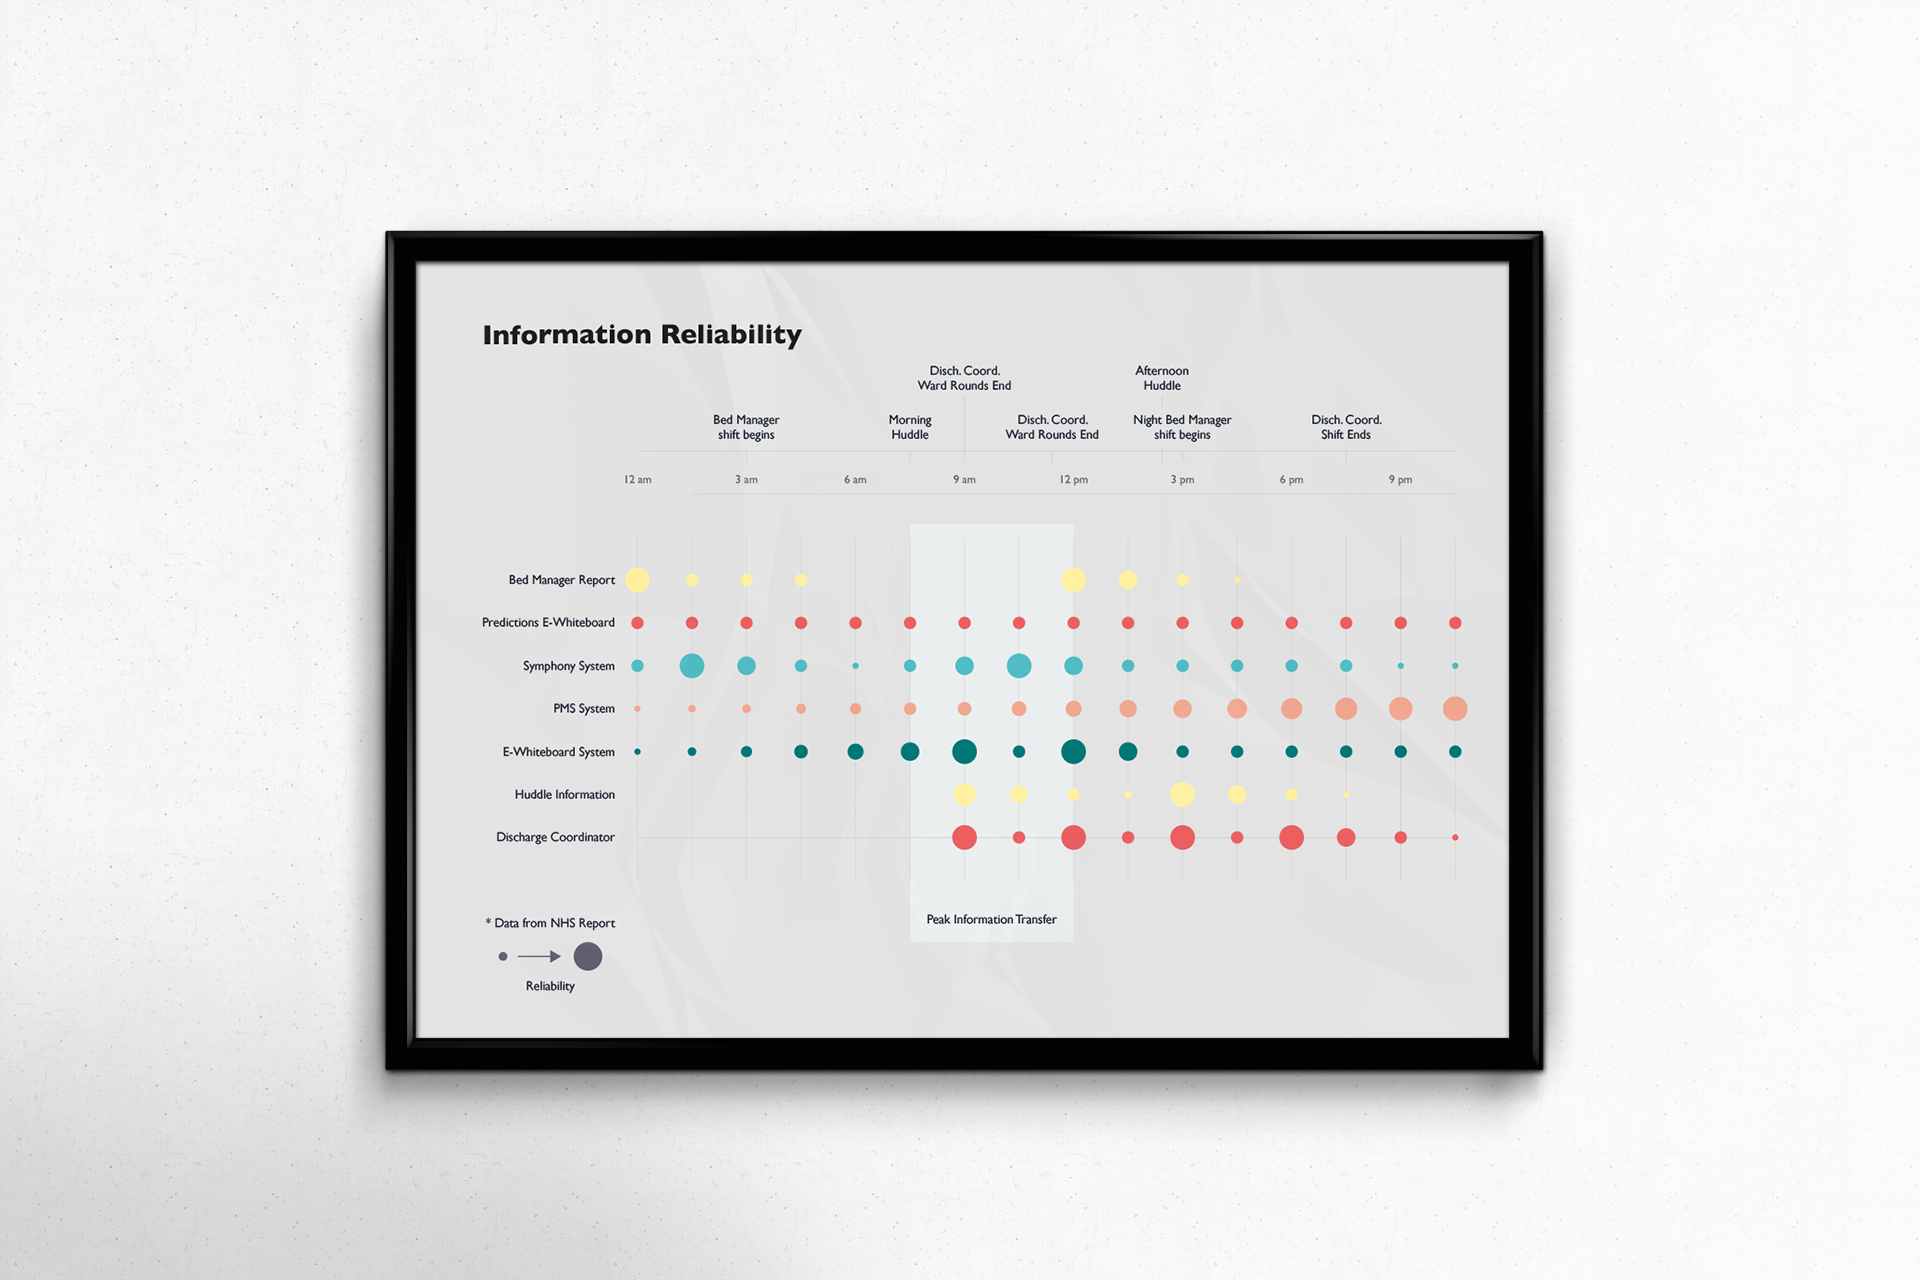 Information Reliability
Disch. Coord.
Ward Rounds End
Afternoon
Huddle
Bed Manager
shift begins
Morning
Huddle
Disch. Coord.
Ward Rounds End
Night Bed Manager
shift begins
Disch. Coord.
Shift Ends
12 am
3 am
6 am
9 am
12 pm
3 pm
6 pm
9 pm
Bed Manager Report
Predictions E-Whiteboard
Symphony System
PMS System
E-Whiteboard System
Huddle Information
Discharge Coordinator
Peak Information Transfer
* Data from NHS Report
Reliability